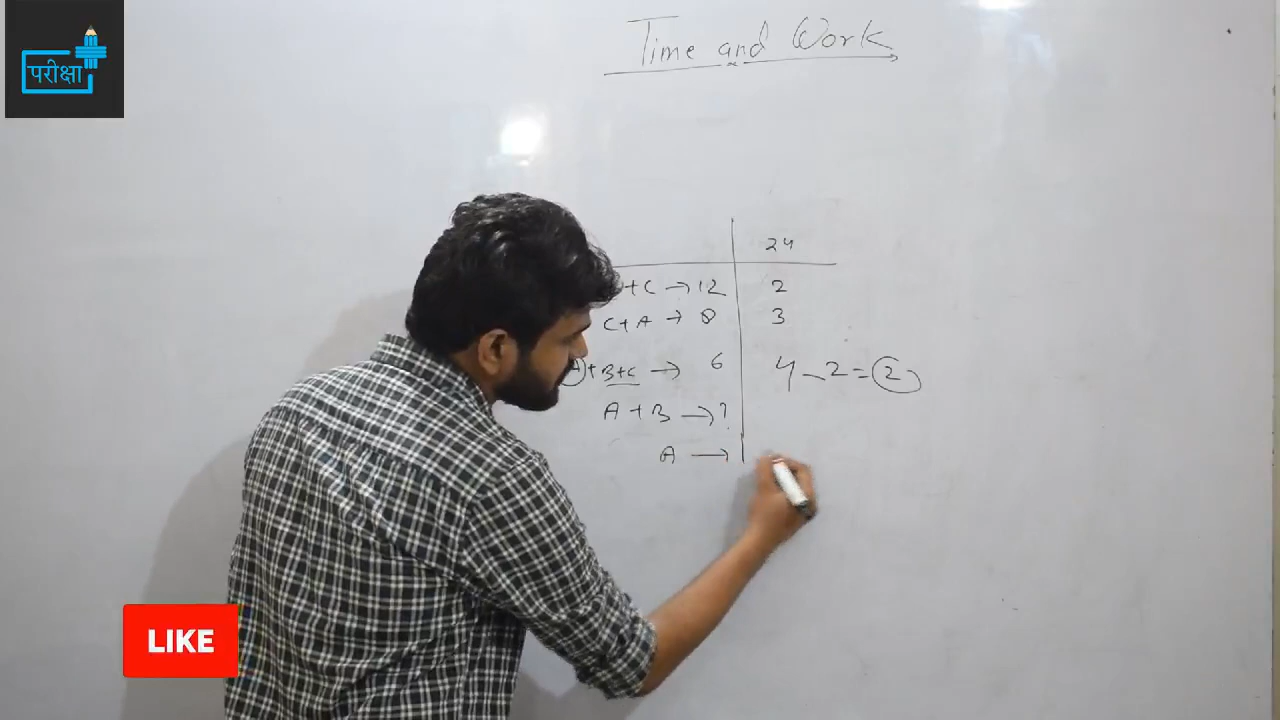 परीक्षा
Time and Work
24
+ C → 12 2
C + A → 8 3
A + B + C → 6 4 - 2 = 2
A + B → ?
A →
LIKE